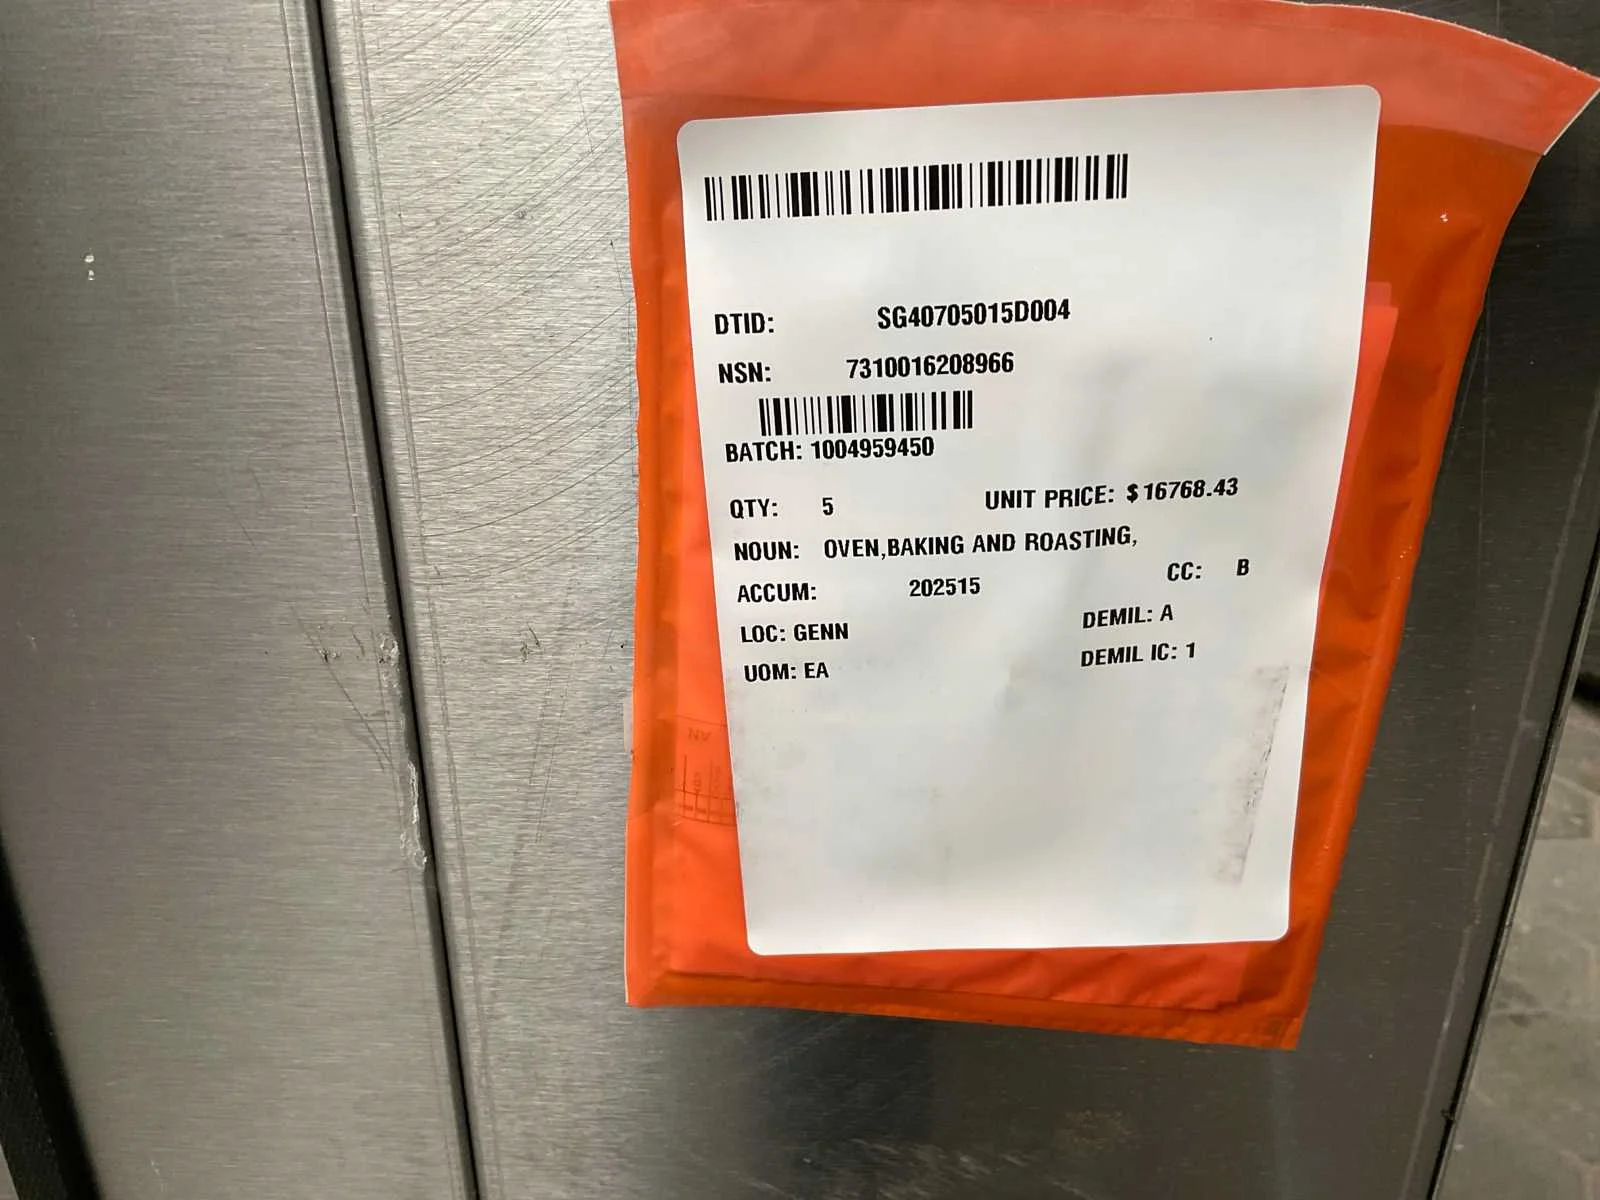 DTID: SG40705015D004
NSN: 7310016208966
BATCH: 1004959450
QTY: 5 UNIT PRICE: $16768.43
NOUN: OVEN,BAKING AND ROASTING,
ACCUM: 202515 CC: B
LOC: GENN DEMIL: A
UOM: EA DEMIL IC: 1